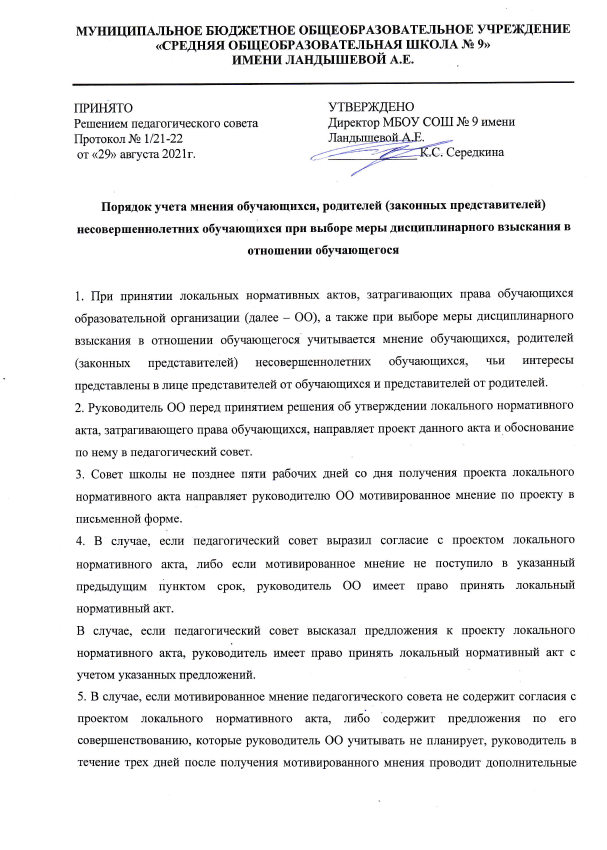 МУНИЦИПАЛЬНОЕ БЮДЖЕТНОЕ ОБЩЕОБРАЗОВАТЕЛЬНОЕ УЧРЕЖДЕНИЕ
«СРЕДНЯЯ ОБЩЕОБРАЗОВАТЕЛЬНАЯ ШКОЛА № 9»
ИМЕНИ ЛАНДЫШЕВОЙ А.Е.
ПРИНЯТО
Решением педагогического совета
Протокол № 1/21-22
от «29» августа 2021г.
УТВЕРЖДЕНО
Директор МБОУ СОШ № 9 имени
Ландышевой А.Е.
______________ К.С. Середкина
Порядок учета мнения обучающихся, родителей (законных представителей)
несовершеннолетних обучающихся при выборе меры дисциплинарного взыскания в
отношении обучающегося
1. При принятии локальных нормативных актов, затрагивающих права обучающихся
образовательной организации (далее – ОО), а также при выборе меры дисциплинарного
взыскания в отношении обучающегося учитывается мнение обучающихся, родителей
(законных представителей) несовершеннолетних обучающихся, чьи интересы
представлены в лице представителей от обучающихся и представителей от родителей.
2. Руководитель ОО перед принятием решения об утверждении локального нормативного
акта, затрагивающего права обучающихся, направляет проект данного акта и обоснование
по нему в педагогический совет.
3. Совет школы не позднее пяти рабочих дней со дня получения проекта локального
нормативного акта направляет руководителю ОО мотивированное мнение по проекту в
письменной форме.
4. В случае, если педагогический совет выразил согласие с проектом локального
нормативного акта, либо если мотивированное мнение не поступило в указанный
предыдущим пунктом срок, руководитель ОО имеет право принять локальный
нормативный акт.
В случае, если педагогический совет высказал предложения к проекту локального
нормативного акта, руководитель имеет право принять локальный нормативный акт с
учетом указанных предложений.
5. В случае, если мотивированное мнение педагогического совета не содержит согласия с
проектом локального нормативного акта, либо содержит предложения по его
совершенствованию, которые руководитель ОО учитывать не планирует, руководитель в
течение трех дней после получения мотивированного мнения проводит дополнительные